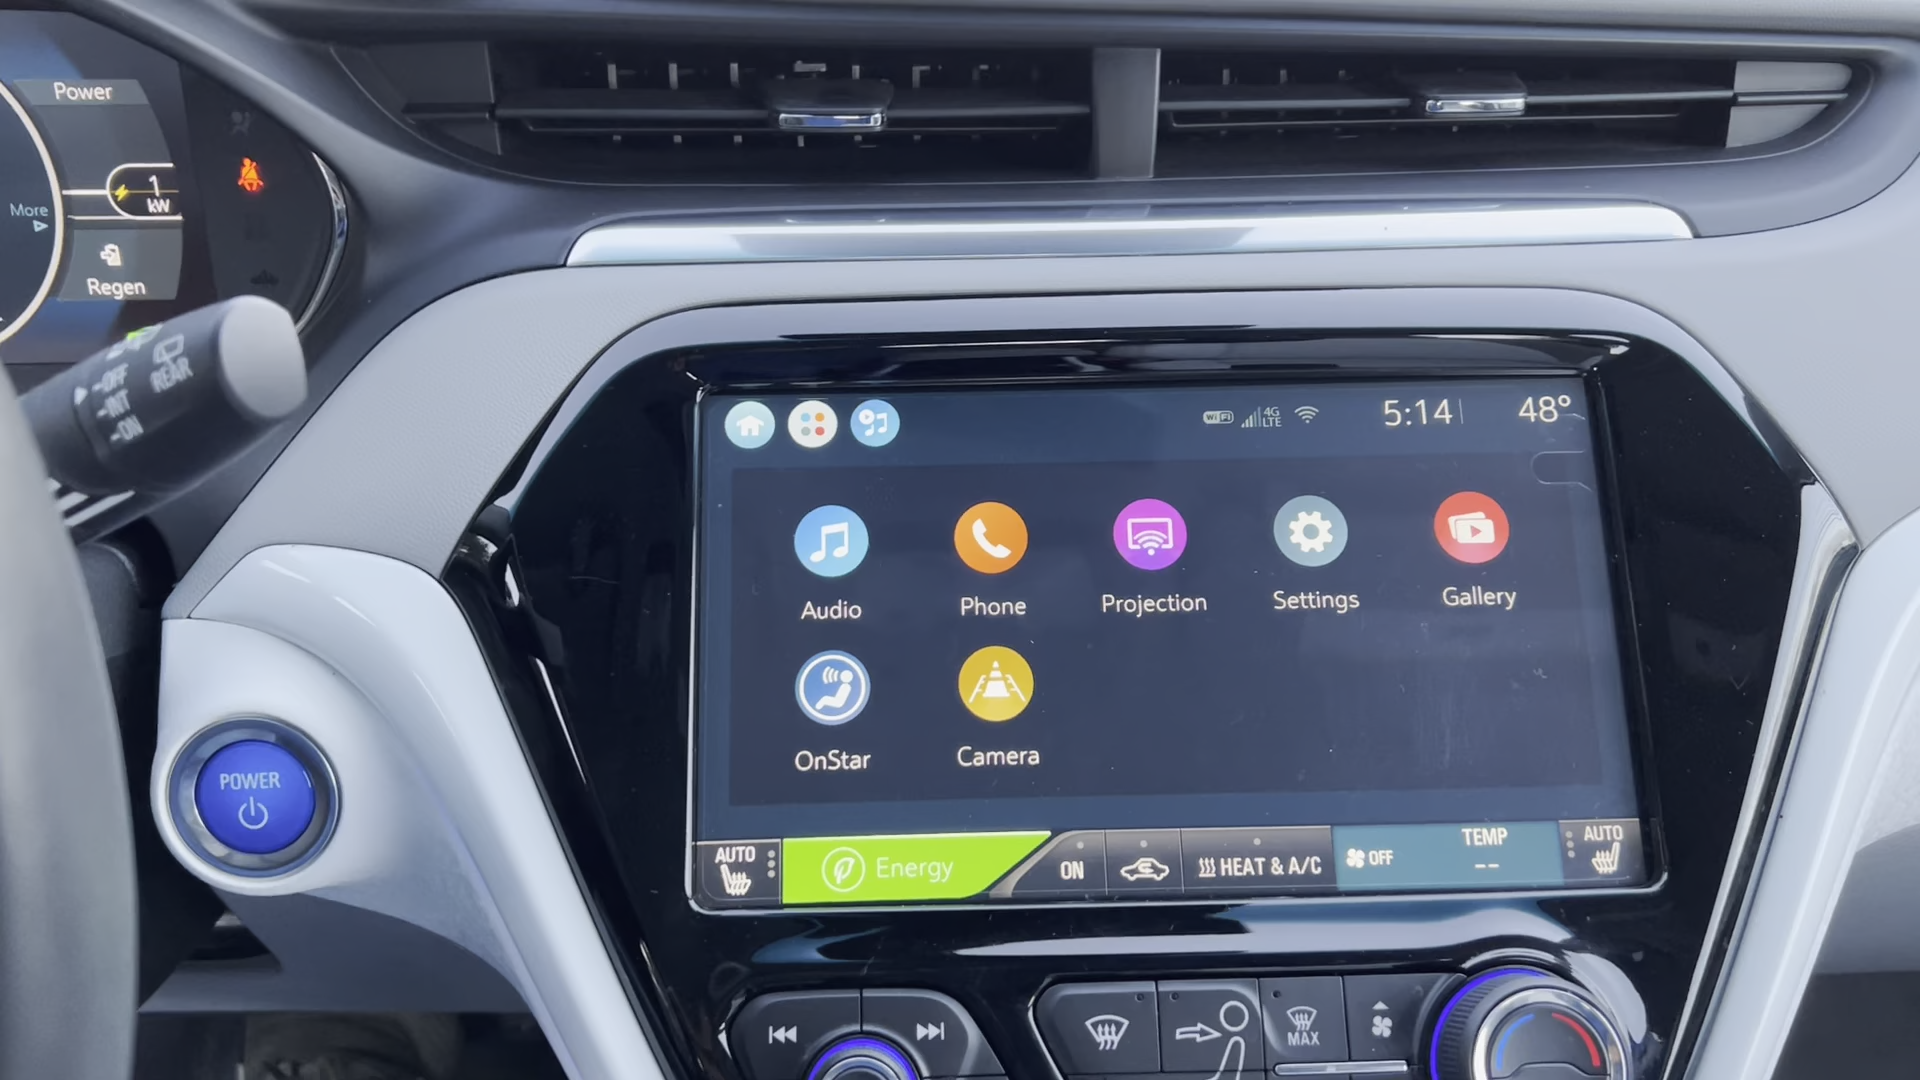 Power
1
kW
More
Regen
OFF
INT
ON
REAR
POWER
WiFi
4G
LTE
5:14
48°
Audio
Phone
Projection
Settings
Gallery
OnStar
Camera
AUTO
Energy
ON
HEAT & A/C
OFF
TEMP
--
AUTO
MAX